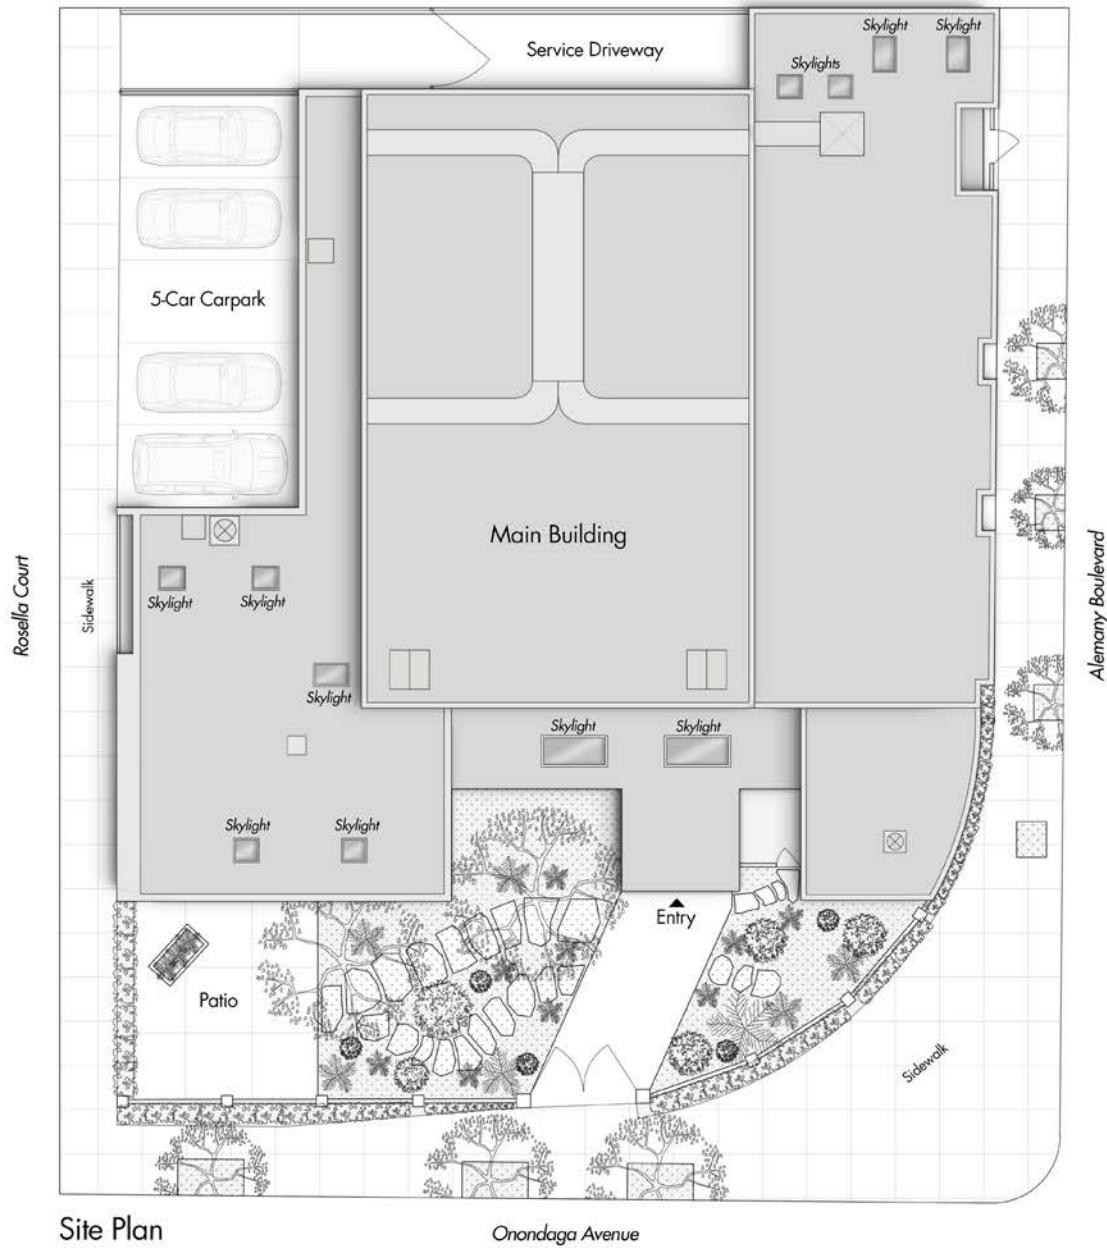 Skylight
Skylight
Service Driveway
Skylights
5-Car Carpark
Main Building
Rosella Court
Sidewalk
Alemany Boulevard
Skylight
Skylight
Skylight
Skylight
Skylight
Skylight
Skylight
Entry
Patio
Sidewalk
Site Plan
Onondaga Avenue